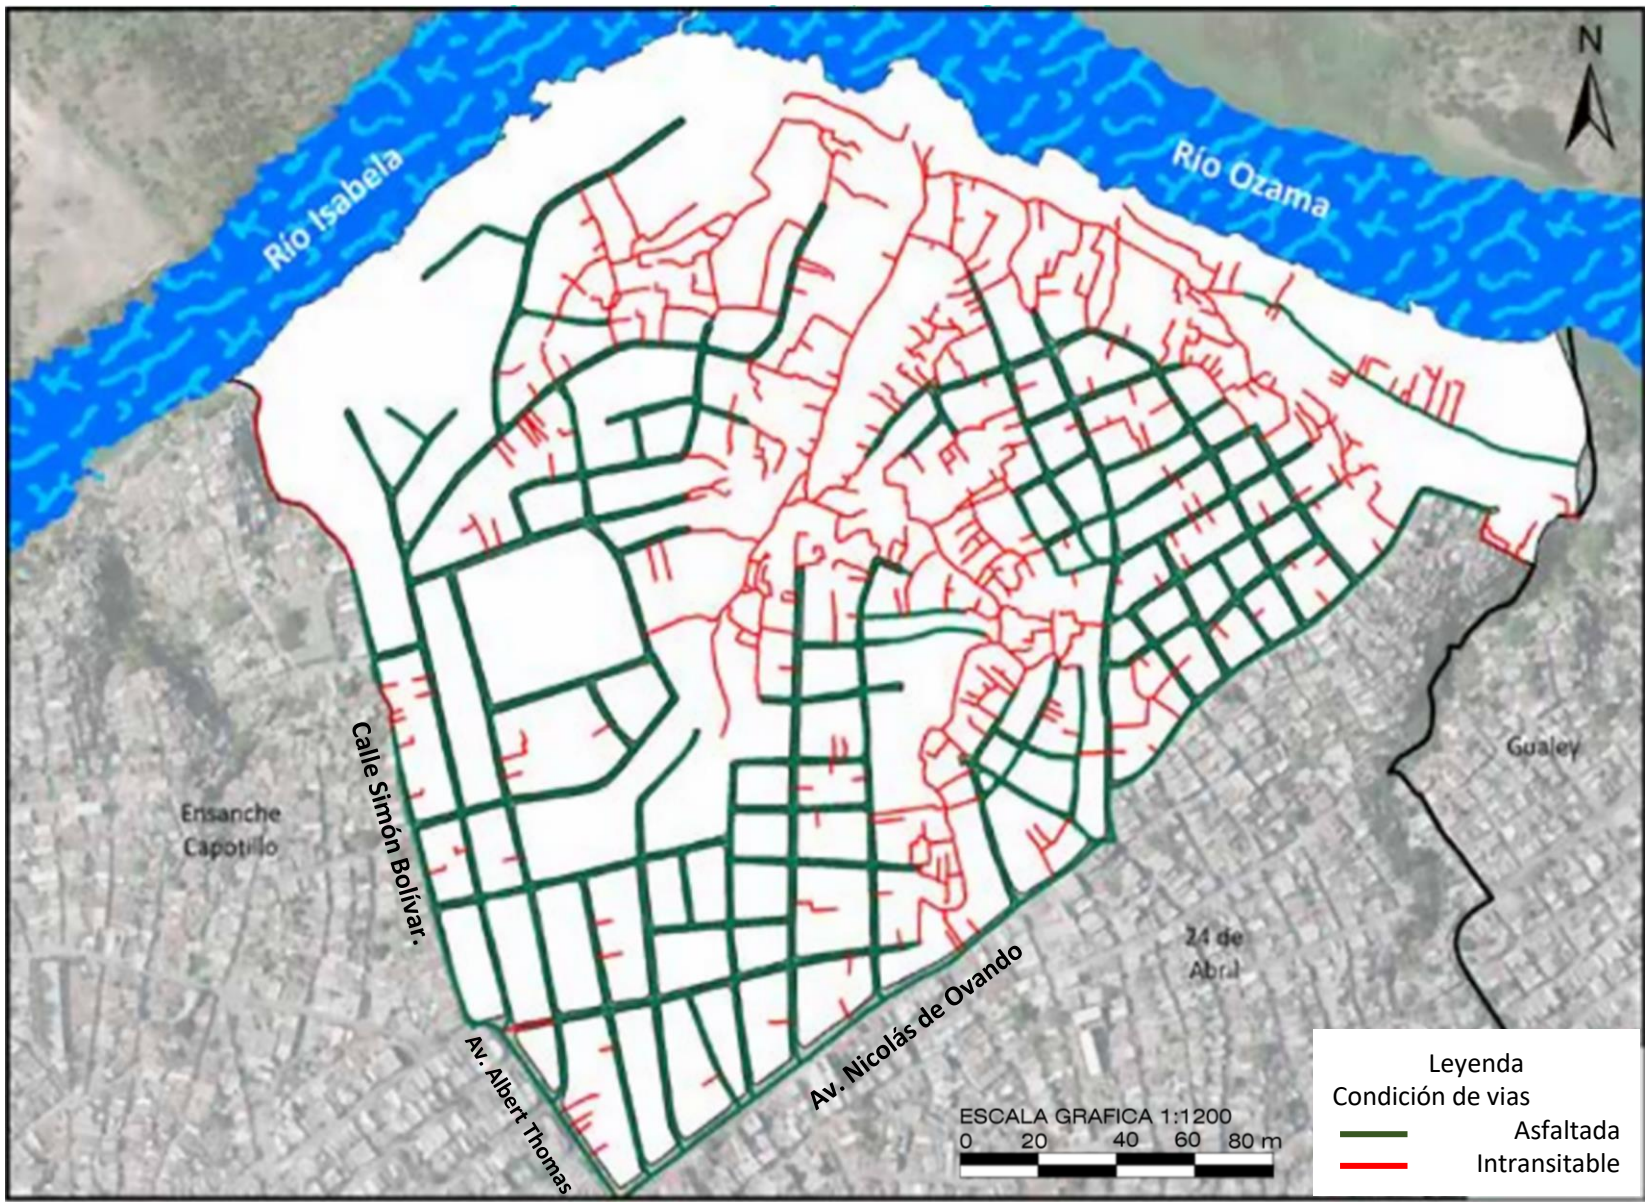 N
Río Isabela
Río Ozama
Calle Simón Bolívar.
Ensanche
Capotillo
Gualey
24 de
Abril
Av. Nicolás de Ovando
Av. Albert Thomas
ESCALA GRAFICA 1:1200
0 20 40 60 80 m
Leyenda
Condición de vias
Asfaltada
Intransitable